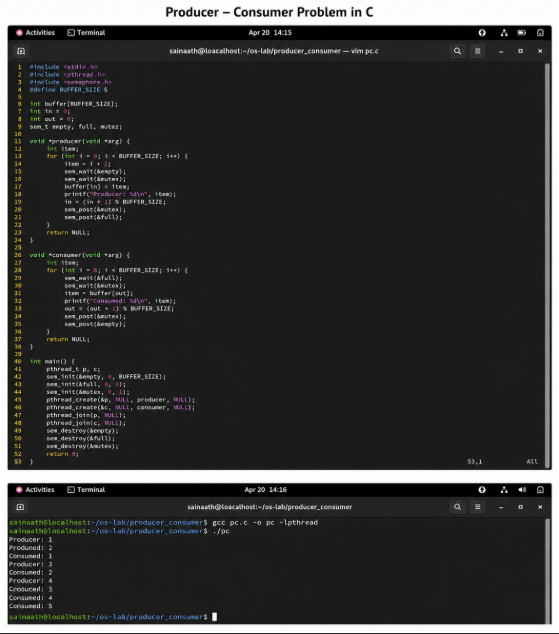 Producer – Consumer Problem in C
Activities Terminal Apr 20 14:15
sainaath@loacalhost:~/os-lab/producer_consumer — vim pc.c
1 #include <stdio.h>
2 #include <pthread.h>
3 #include <semaphore.h>
4 #define BUFFER_SIZE 5
5
6 int buffer[BUFFER_SIZE];
7 int in = 0;
8 int out = 0;
9 sem_t empty, full, mutez;
10
11 void *producer(void *arg) {
12 int item;
13 for (int i = 0; i < BUFFER_SIZE; i++) {
14 item = i + 1;
15 sem_wait(&empty);
16 sem_wait(&mutex);
17 buffer[in] = item;
18 printf("Producer: %d\n", item);
19 in = (in + 1) % BUFFER_SIZE;
20 sem_post(&mutex);
21 sem_post(&full);
22 }
23 return NULL;
24 }
25
26 void *consumer(void *arg) {
27 int item;
28 for (int i = 0; i < BUFFER_SIZE; i++) {
29 sem_wait(&full);
30 sem_wait(&mutex);
31 item = buffer[out];
32 printf("Consumed: %d\n", item);
33 out = (out + 1) % BUFFER_SIZE;
34 sem_post(&mutex);
35 sem_post(&empty);
36 }
37 return NULL;
38 }
39
40 int main() {
41 pthread_t p, c;
42 sem_init(&empty, 0, BUFFER_SIZE);
43 sem_init(&full, 0, 0);
44 sem_init(&mutex, 0, 1);
45 pthread_create(&p, NULL, producer, NULL);
46 pthread_create(&c, NULL, consumer, NULL);
47 pthread_join(p, NULL);
48 pthread_join(c, NULL);
49 sem_destroy(&empty);
50 sem_destroy(&full);
51 sem_destroy(&mutex);
52 return 0;
53 }
53,1 All
Activities Terminal Apr 20 14:16
sainaath@loacalhost:~/os-lab/producer_consumer
sainaath@localhost:~/os-lab/producer_consumer$ gcc pc.c -o pc -lpthread
sainaath@localhost:~/os-lab/producer_consumer$ ./pc
Producer: 1
Produned: 2
Consumed: 1
Producer: 3
Consumed: 2
Producer: 4
Coocuced: 3
Consumed: 4
Consumed: 5
sainaath@localhost:~/os-lab/producer_consumer$